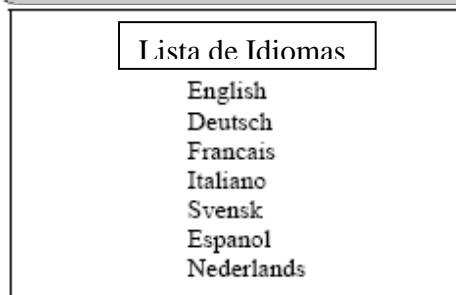 Lista de Idiomas
English
Deutsch
Francais
Italiano
Svensk
Espanol
Nederlands